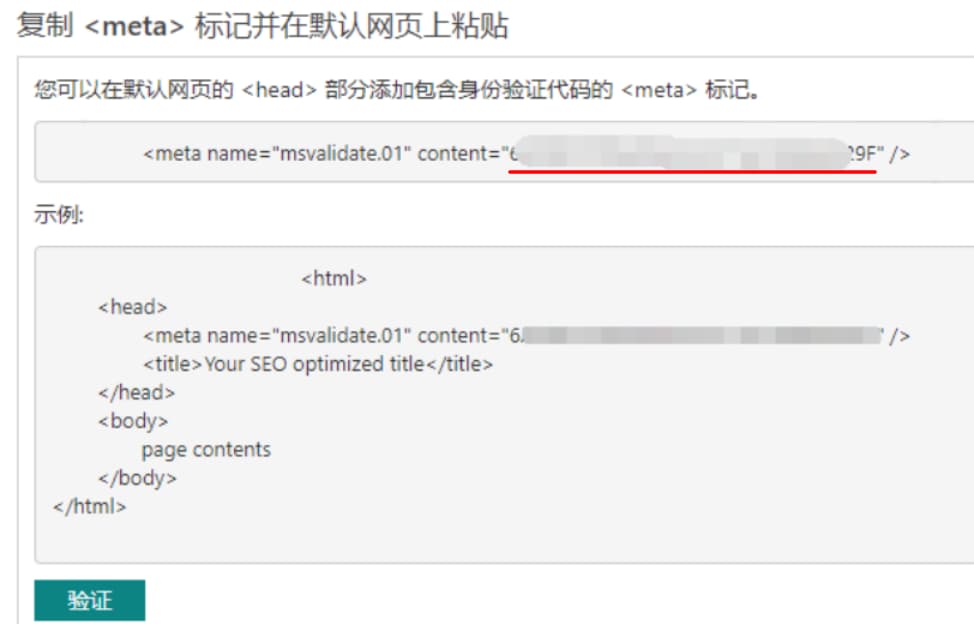 复制 <meta> 标记并在默认网页上粘贴
您可以在默认网页的 <head> 部分添加包含身份验证代码的 <meta> 标记。
<meta name="msvalidate.01" content="6 29F" />
示例:
<html>
<head>
<meta name="msvalidate.01" content="6 " />
<title>Your SEO optimized title</title>
</head>
<body>
page contents
</body>
</html>
验证